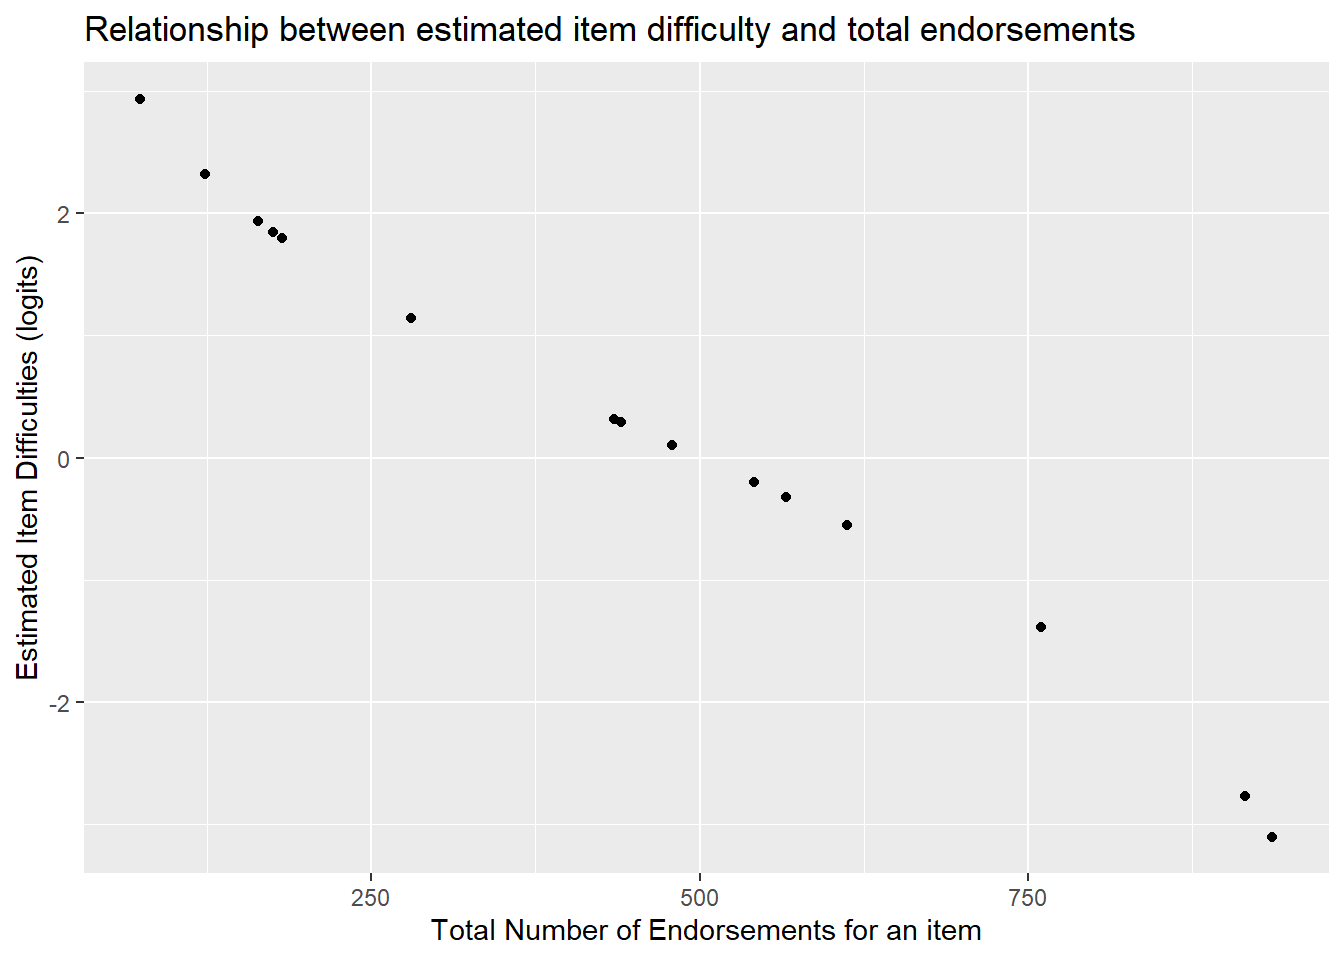 Relationship between estimated item difficulty and total endorsements
Estimated Item Difficulties (logits)
2
0
-2
250
500
750
Total Number of Endorsements for an item